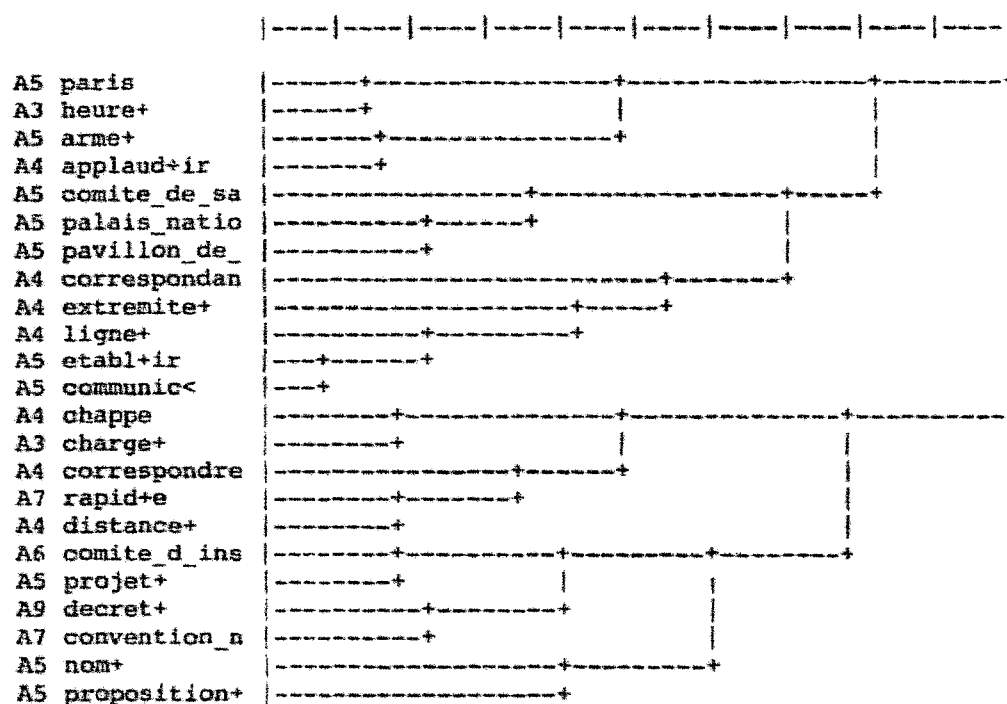 |----|----|----|----|----|----|----|----|----|----
A5 paris |------+----------------+----------------+--------+
A3 heure+ |------+ |
A5 arme+ |-------+---------------+ |
A4 applaud+ir |-------+ |
A5 comite_de_sa |-----------------+----------------+-----+
A5 palais_natio |----------+------+ |
A5 pavillon_de_ |----------+ |
A4 correspondan |--------------------------+-------+
A4 extremite+ |--------------------+-----+
A4 ligne+ |----------+---------+
A5 etabl+ir |---+------+
A5 communic< |---+
A4 chappe |--------+--------------+--------------+----------
A3 charge+ |--------+ |
A4 correspondre |----------------+------+ |
A7 rapid+e |--------+-------+ |
A4 distance+ |--------+ |
A6 comite_d_ins |--------+----------+---------+--------+
A5 projet+ |--------+ | |
A9 decret+ |----------+--------+ |
A7 convention_n |----------+ |
A5 nom+ |-------------------+---------+
A5 proposition+ |-------------------+